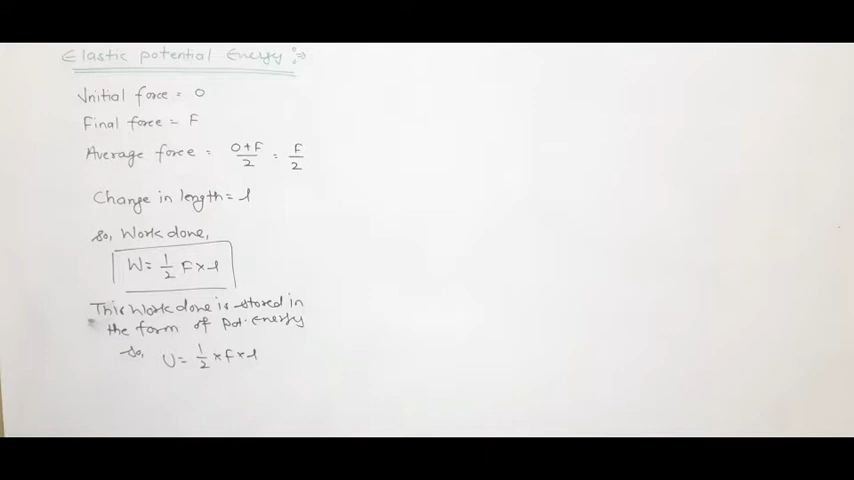 Elastic potential Energy :⇒
Initial force = 0
Final force = F
Average force = 0+F/2 = F/2
Change in length = l
so, Work done,
W = 1/2 F × l
This Work done is stored in
the form of Pot. Energy
so, U = 1/2 × F × l